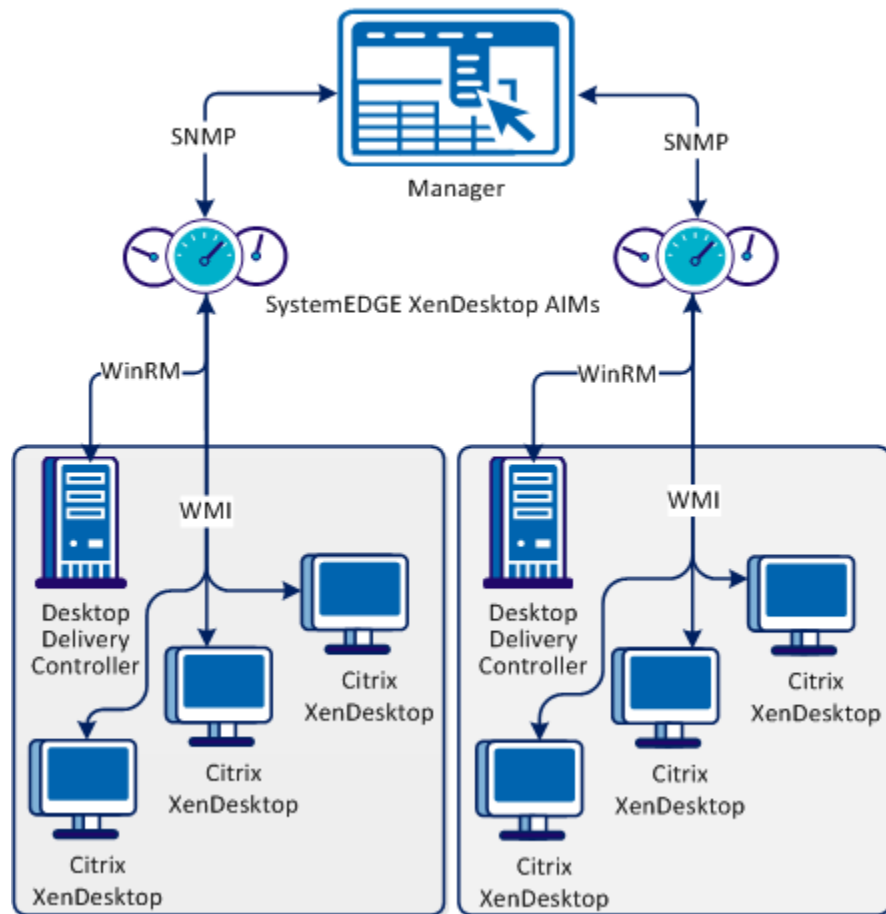 SNMP
SNMP
Manager
SystemEDGE XenDesktop AIMs
WinRM
WinRM
WMI
WMI
Desktop
Delivery
Controller
Citrix
XenDesktop
Citrix
XenDesktop
Citrix
XenDesktop
Desktop
Delivery
Controller
Citrix
XenDesktop
Citrix
XenDesktop
Citrix
XenDesktop